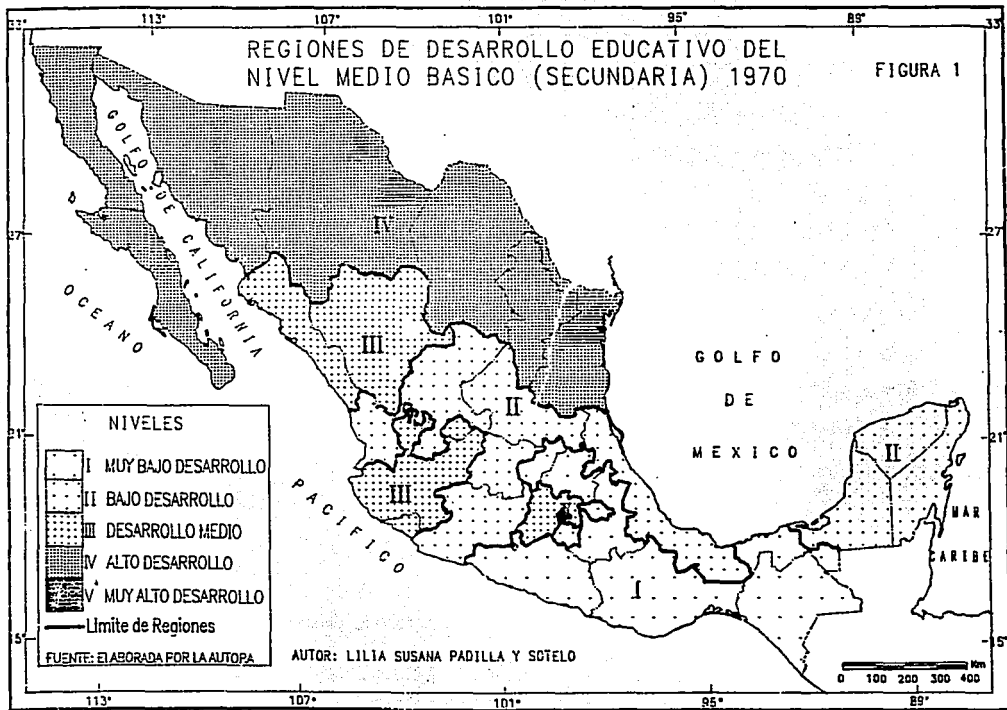 113° 107° 101° 95° 89°
33 33
REGIONES DE DESARROLLO EDUCATIVO DEL
NIVEL MEDIO BASICO (SECUNDARIA) 1970
FIGURA 1
GOLFO DE CALIFORNIA
27 27°
IV
OCEANO
III
GOLFO
DE
MEXICO
II
II
21° 21°
NIVELES
I MUY BAJO DESARROLLO
II BAJO DESARROLLO
III DESARROLLO MEDIO
IV ALTO DESARROLLO
V MUY ALTO DESARROLLO
Límite de Regiones
FUENTE: ELABORADA POR LA AUTORA
III
PACIFICO
MAR
CARIBE
I
15° 15°
AUTOR: LILIA SUSANA PADILLA Y SOTELO
Km
0 100 200 300 400
113° 107° 101° 95° 89°